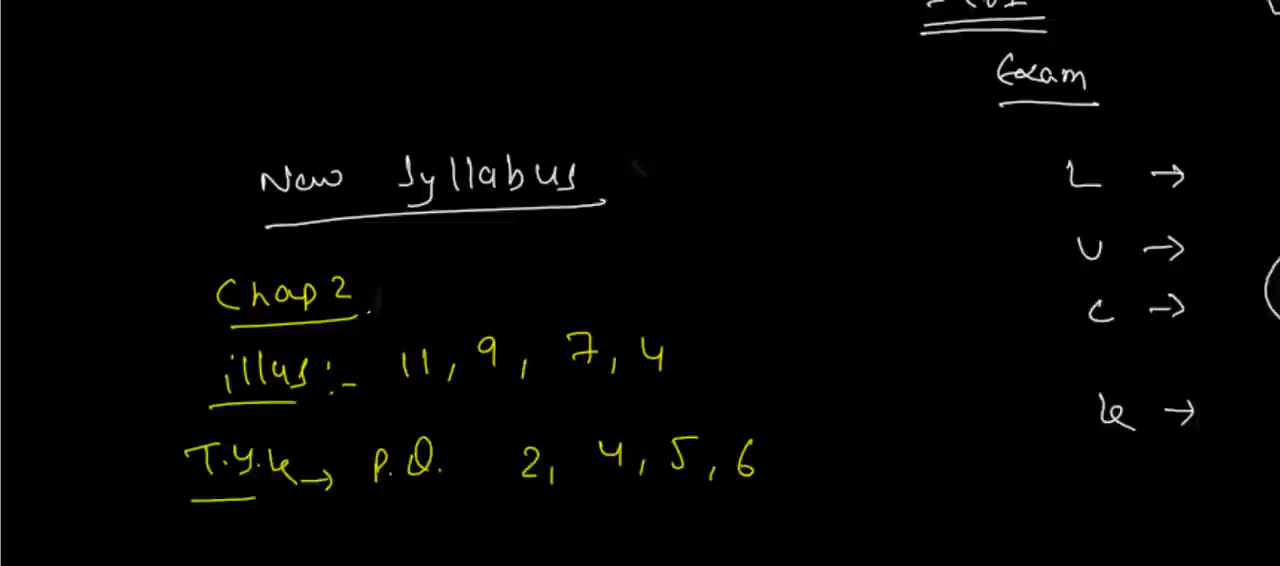 Exam
New Syllabus
L →
U →
C →
Chap 2
illus :- 11, 9, 7, 4
k →
T.Y.K → P.Q. 2, 4, 5, 6